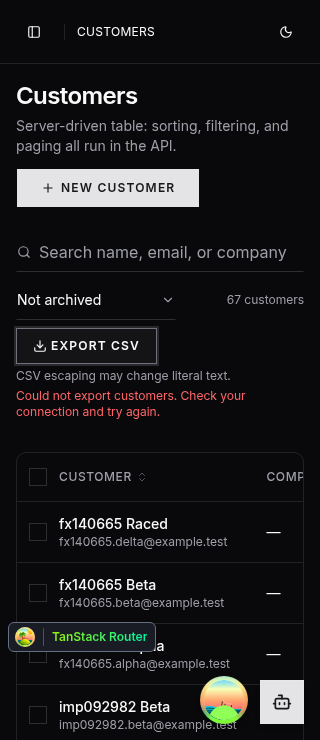 CUSTOMERS
Customers
Server-driven table: sorting, filtering, and
paging all run in the API.
NEW CUSTOMER
Search name, email, or company
Not archived
67 customers
EXPORT CSV
CSV escaping may change literal text.
Could not export customers. Check your
connection and try again.
CUSTOMER
fx140665 Raced
—
fx140665.delta@example.test
fx140665 Beta
—
fx140665.beta@example.test
TanStack Router
—
fx140665.alpha@example.test
imp092982 Beta
imp092982.beta@example.test